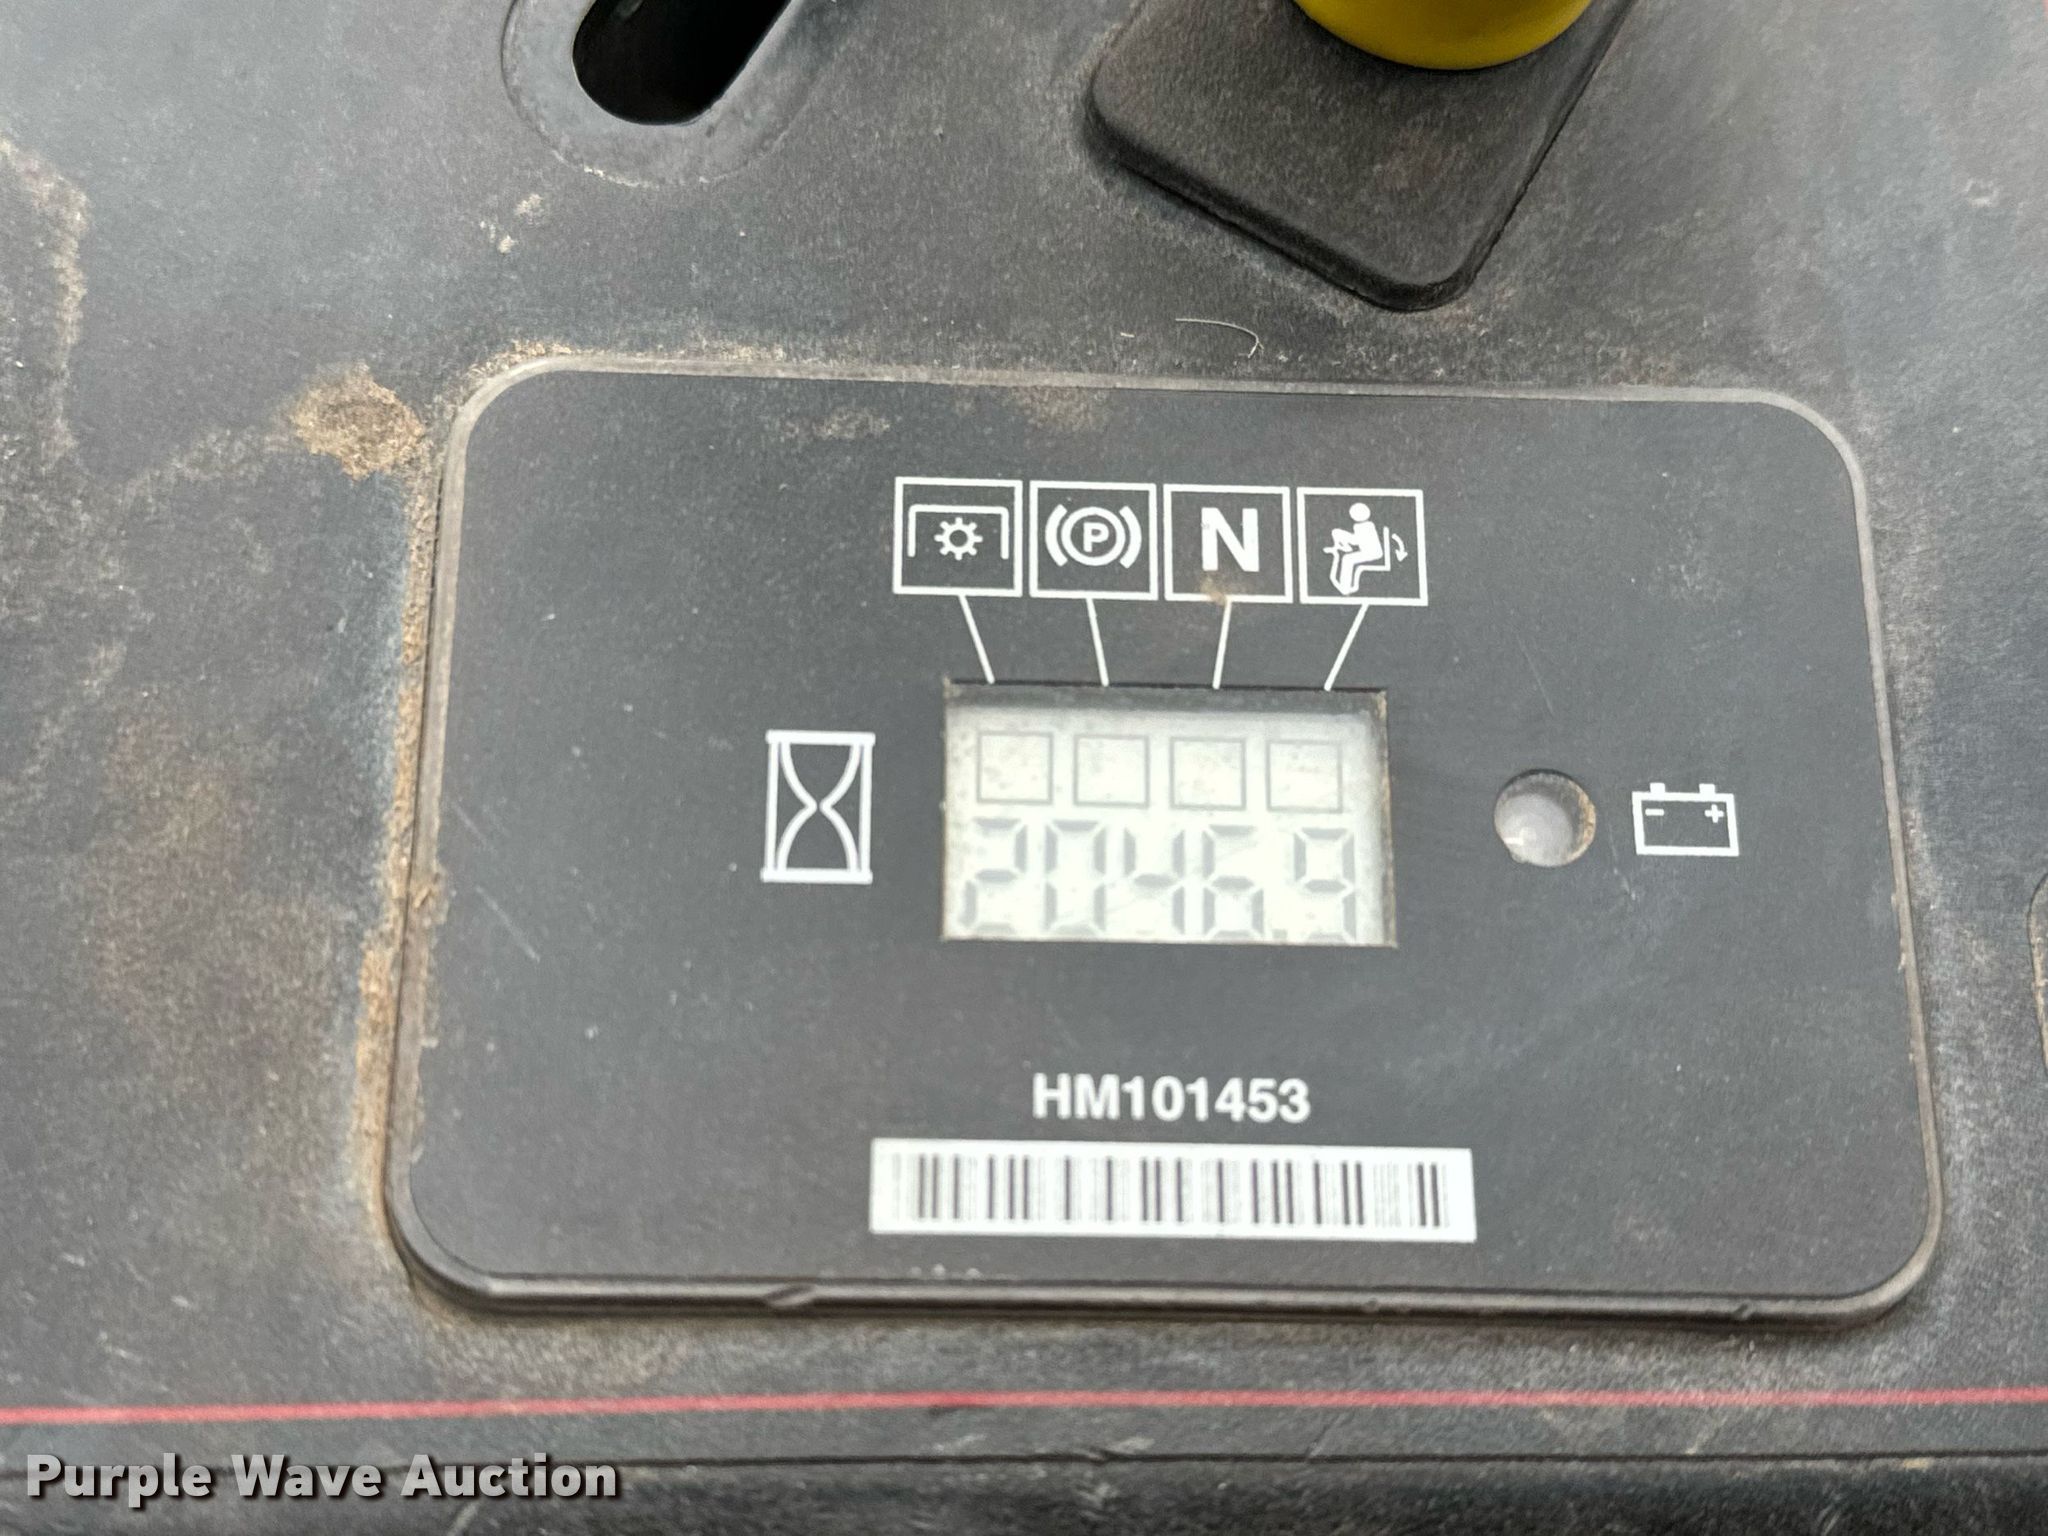 P
N
2046.9
- +
HM101453
Purple Wave Auction